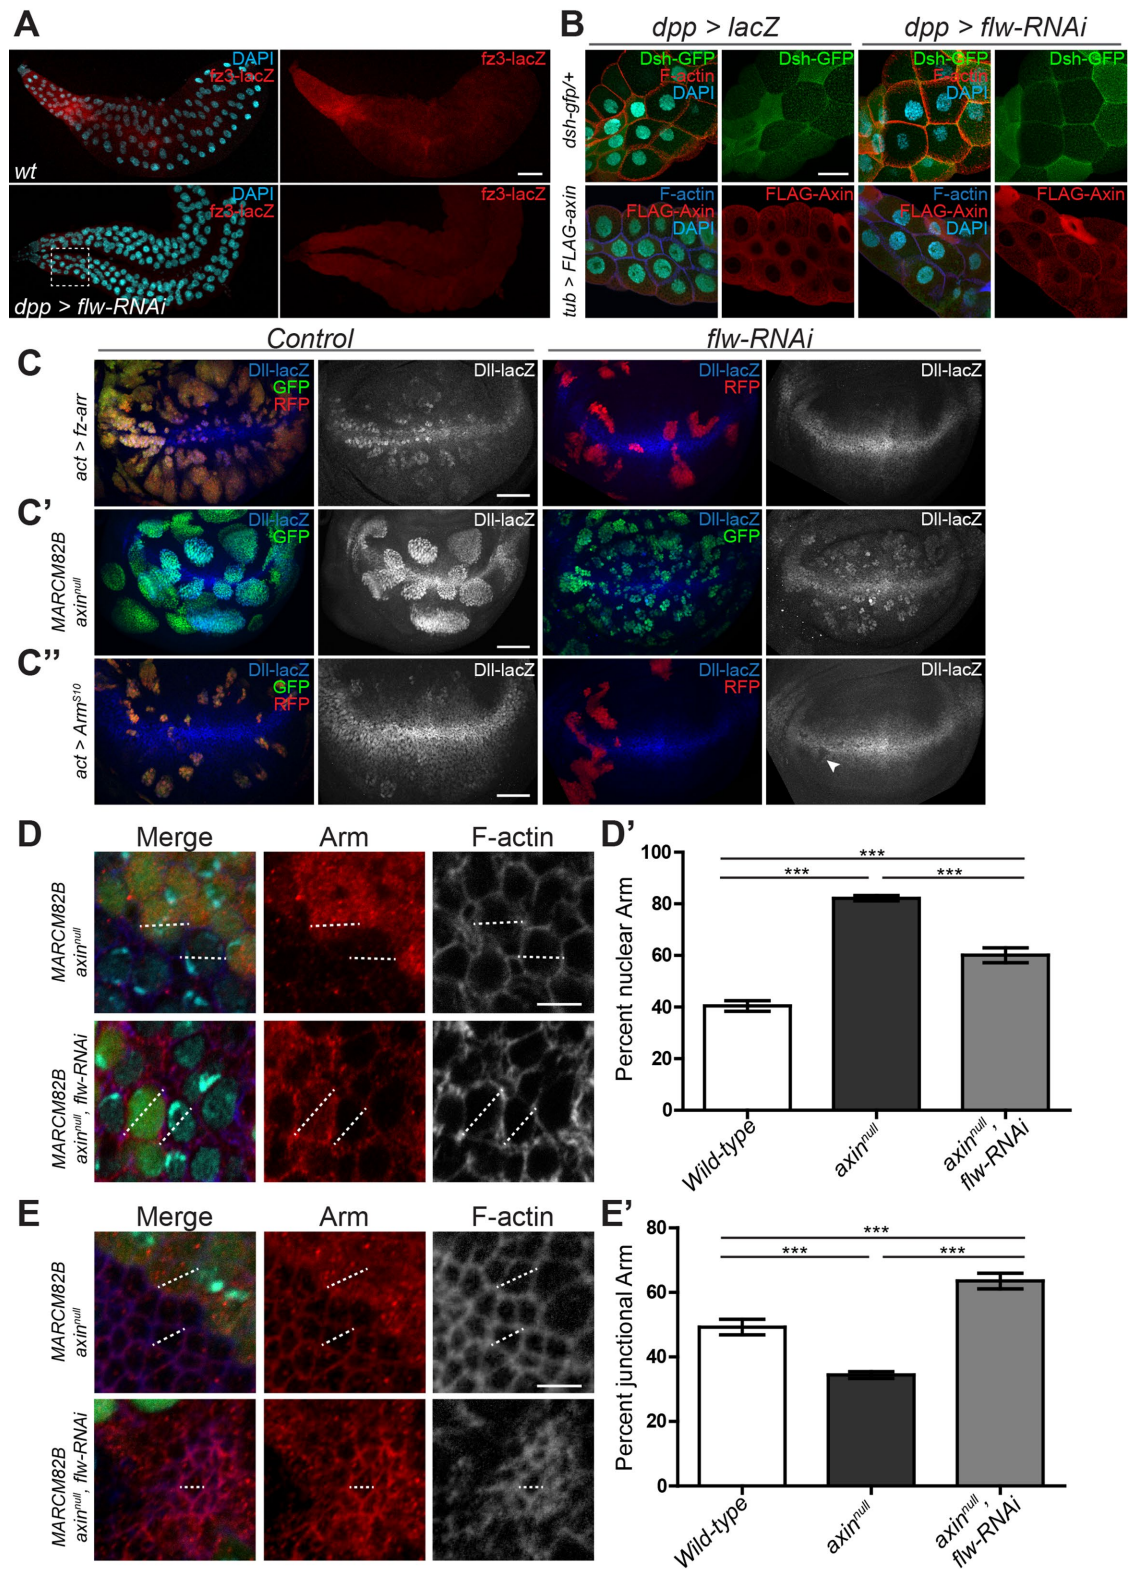 A
DAPI
fz3-lacZ
fz3-lacZ
wt
DAPI
fz3-lacZ
fz3-lacZ
dpp > flw-RNAi
B
dpp > lacZ
dpp > flw-RNAi
dsh-gfp/+
Dsh-GFP
F-actin
DAPI
Dsh-GFP
Dsh-GFP
F-actin
DAPI
Dsh-GFP
tub > FLAG-axin
F-actin
FLAG-Axin
DAPI
FLAG-Axin
F-actin
FLAG-Axin
DAPI
FLAG-Axin
Control
flw-RNAi
C
act > fz-arr
Dll-lacZ
GFP
RFP
Dll-lacZ
Dll-lacZ
RFP
Dll-lacZ
C’
MARCM82B
axin^null
Dll-lacZ
GFP
Dll-lacZ
Dll-lacZ
GFP
Dll-lacZ
C’’
act > Arm^S10
Dll-lacZ
GFP
RFP
Dll-lacZ
Dll-lacZ
RFP
Dll-lacZ
D
Merge
Arm
F-actin
MARCM82B
axin^null
MARCM82B
axin^null, flw-RNAi
D’
Percent nuclear Arm
100
80
60
40
20
0
***
***
***
Wild-type
axin^null
axin^null,
flw-RNAi
E
Merge
Arm
F-actin
MARCM82B
axin^null
MARCM82B
axin^null, flw-RNAi
E’
Percent junctional Arm
80
60
40
20
0
***
***
***
Wild-type
axin^null
axin^null,
flw-RNAi